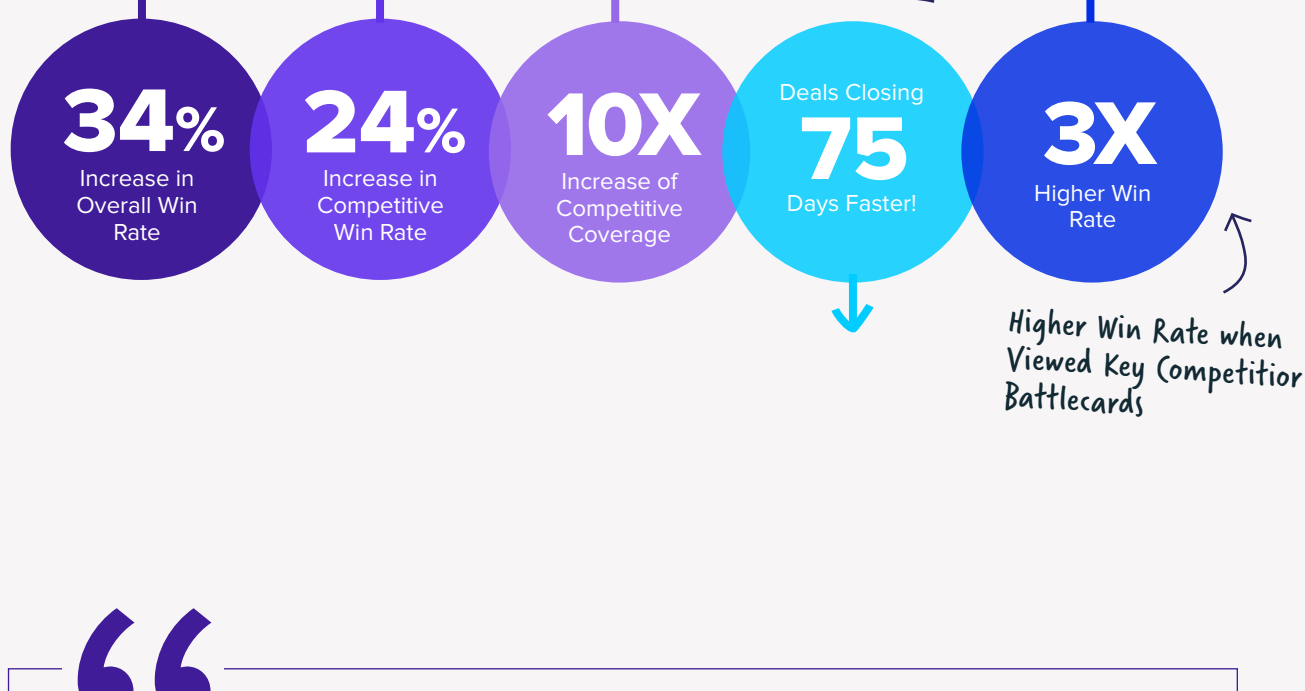 34%
Increase in
Overall Win
Rate
24%
Increase in
Competitive
Win Rate
10X
Increase of
Competitive
Coverage
Deals Closing
75
Days Faster!
3X
Higher Win
Rate
Higher Win Rate when
Viewed Key Competitior
Battlecards
“